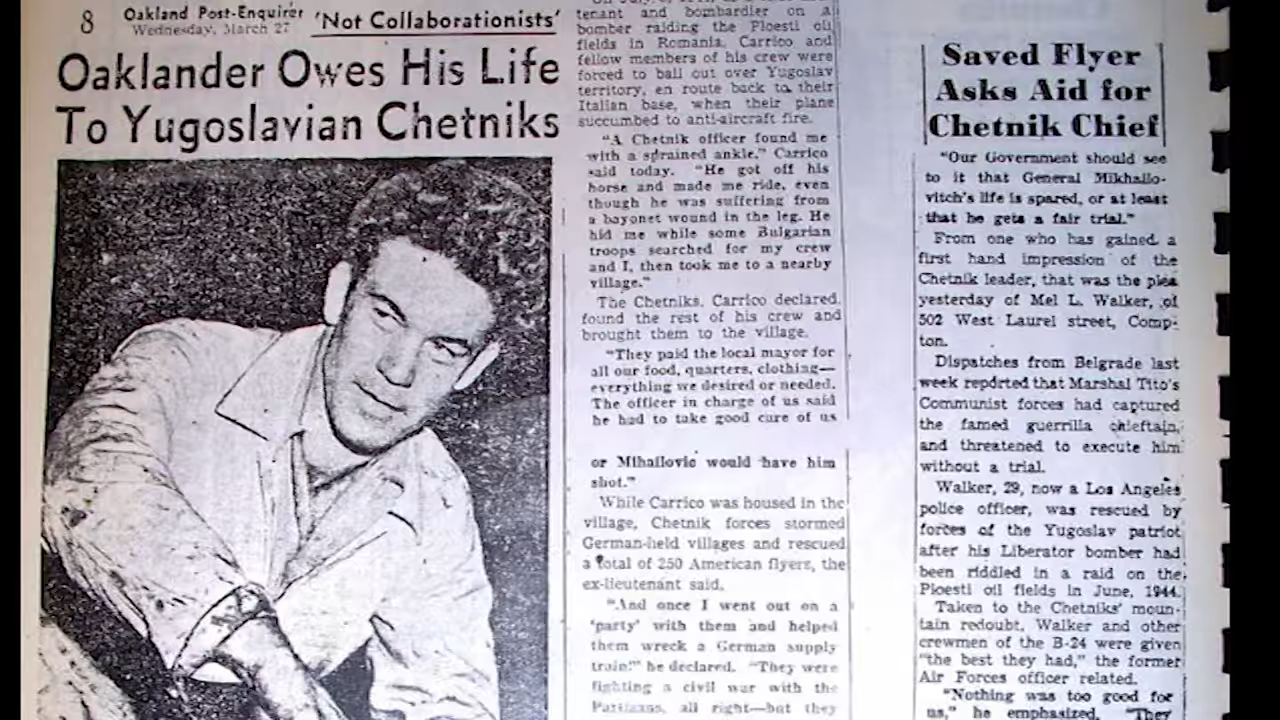 8
Oakland Post-Enquirer
Wednesday, March 27
'Not Collaborationists'
Oaklander Owes His Life
To Yugoslavian Chetniks
tenant and bombardier on a
bomber raiding the Ploesti oil
fields in Romania. Carrico and
fellow members of his crew were
forced to bail out over Yugoslav
territory, en route back to their
Italian base, when their plane
succumbed to anti-aircraft fire.
"A Chetnik officer found me
with a sprained ankle," Carrico
said today. "He got off his
horse and made me ride, even
though he was suffering from
a bayonet wound in the leg. He
hid me while some Bulgarian
troops searched for my crew
and I, then took me to a nearby
village."
The Chetniks, Carrico declared,
found the rest of his crew and
brought them to the village.
"They paid the local mayor for
all our food, quarters, clothing—
everything we desired or needed.
The officer in charge of us said
he had to take good care of us
or Mihailovic would have him
shot."
While Carrico was housed in the
village, Chetnik forces stormed
German-held villages and rescued
a total of 250 American flyers, the
ex-lieutenant said.
"And once I went out on a
'party' with them and helped
them wreck a German supply
train!" he declared. "They were
fighting a civil war with the
Partizans, all right—but they
Saved Flyer
Asks Aid for
Chetnik Chief
"Our Government should see
to it that General Mikhailo-
vitch's life is spared, or at least
that he gets a fair trial."
From one who has gained a
first hand impression of the
Chetnik leader, that was the plea
yesterday of Mel L. Walker, of
502 West Laurel street, Comp-
ton.
Dispatches from Belgrade last
week repdrted that Marshal Tito's
Communist forces had captured
the famed guerrilla chieftain,
and threatened to execute him
without a trial.
Walker, 29, now a Los Angeles
police officer, was rescued by
forces of the Yugoslav patriot
after his Liberator bomber had
been riddled in a raid on the
Ploesti oil fields in June, 1944.
Taken to the Chetniks' moun-
tain redoubt, Walker and other
crewmen of the B-24 were given
"the best they had," the former
Air Forces officer related.
"Nothing was too good for
us," he emphasized. "They